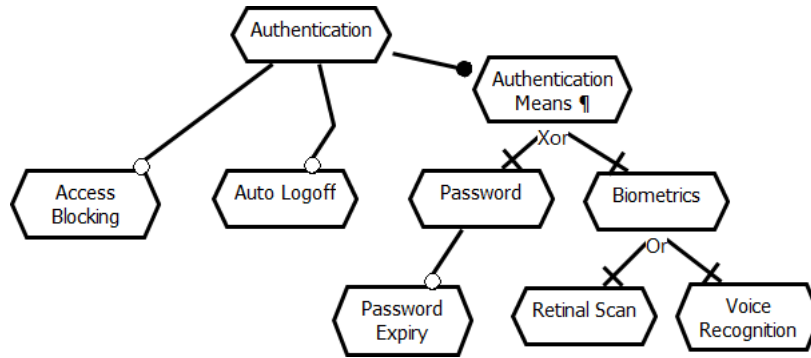 Authentication
Authentication
Means ¶
Xor
Access
Blocking
Auto Logoff
Password
Biometrics
Or
Password
Expiry
Retinal Scan
Voice
Recognition